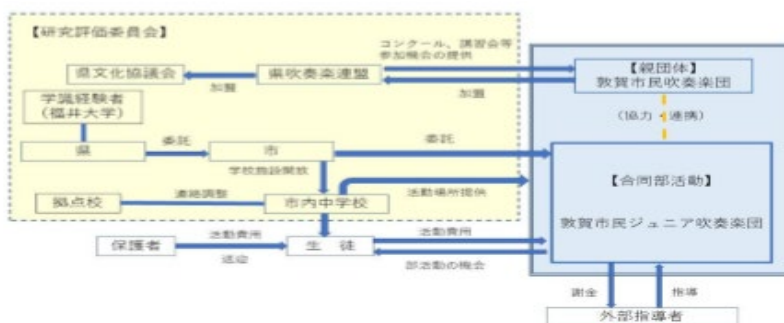 【研究評価委員会】
コンクール、講習会等
参加機会の提供
【親団体】
敦賀市民吹奏楽団
県文化協議会
県吹奏楽連盟
加盟
加盟
学識経験者
(福井大学)
(協力・連携)
県
委託
市
委託
学校施設開放
【合同部活動】
敦賀市民ジュニア吹奏楽団
拠点校
連絡調整
市内中学校
活動場所提供
保護者
活動費用
送迎
生徒
活動費用
部活動の機会
謝金
指導
外部指導者